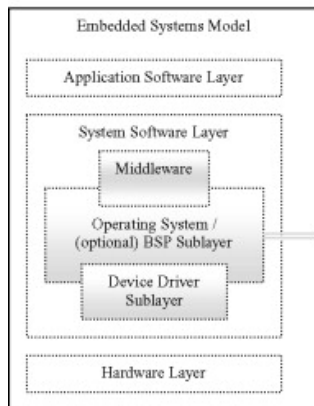 Embedded Systems Model
Application Software Layer
System Software Layer
Middleware
Operating System /
(optional) BSP Sublayer
Device Driver
Sublayer
Hardware Layer